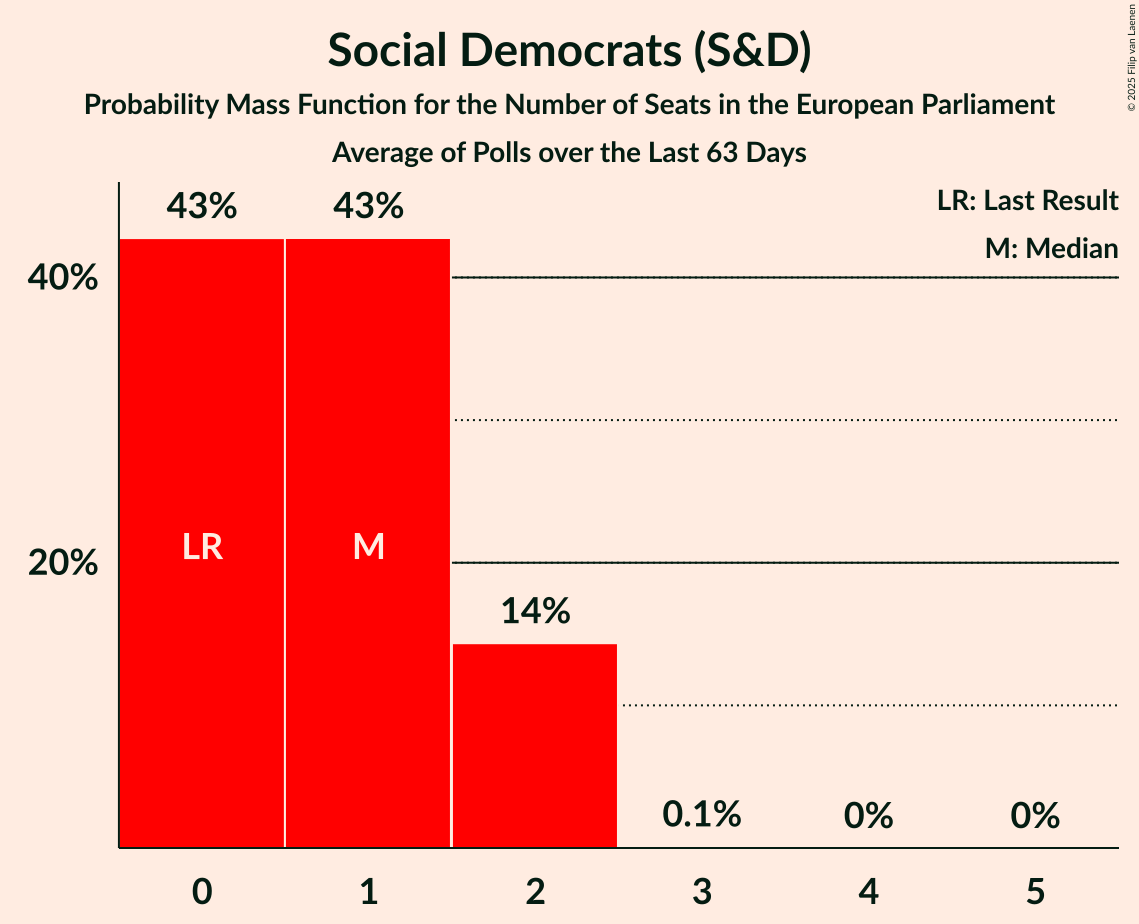 Social Democrats (S&D)
Probability Mass Function for the Number of Seats in the European Parliament
Average of Polls over the Last 63 Days
© 2025 Filip van Laenen
LR: Last Result
M: Median
43%
43%
40%
LR
M
20%
14%
0.1%
0%
0%
0
1
2
3
4
5